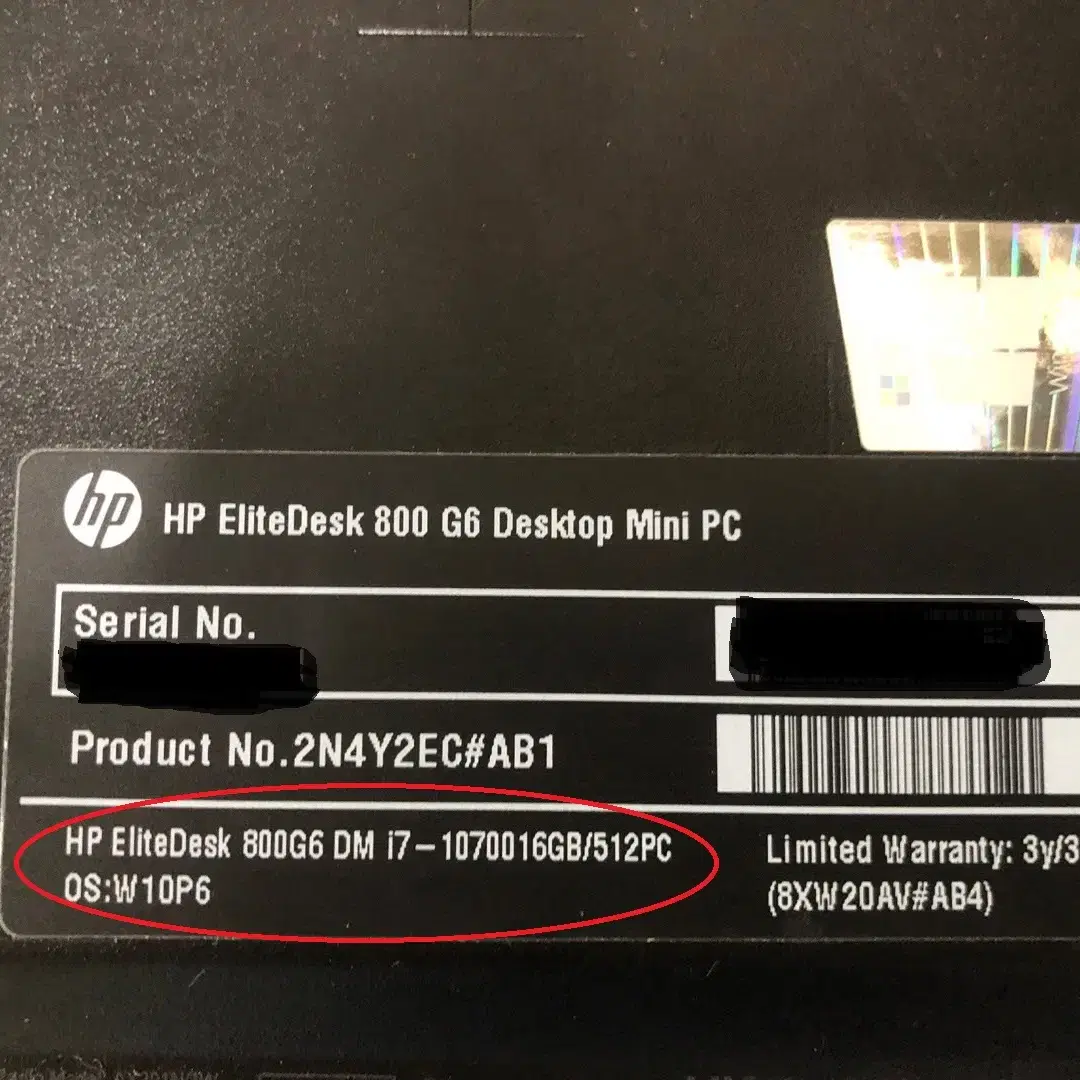 hp
HP EliteDesk 800 G6 Desktop Mini PC
Serial No.
Product No.2N4Y2EC#AB1
HP EliteDesk 800G6 DM i7-1070016GB/512PC
OS:W10P6
Limited Warranty: 3y/3
(8XW20AV#AB4)